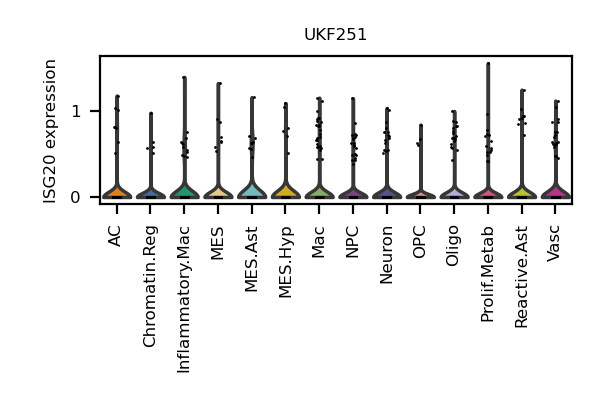 UKF251
ISG20 expression
1
0
AC
Chromatin.Reg
Inflammatory.Mac
MES
MES.Ast
MES.Hyp
Mac
NPC
Neuron
OPC
Oligo
Prolif.Metab
Reactive.Ast
Vasc